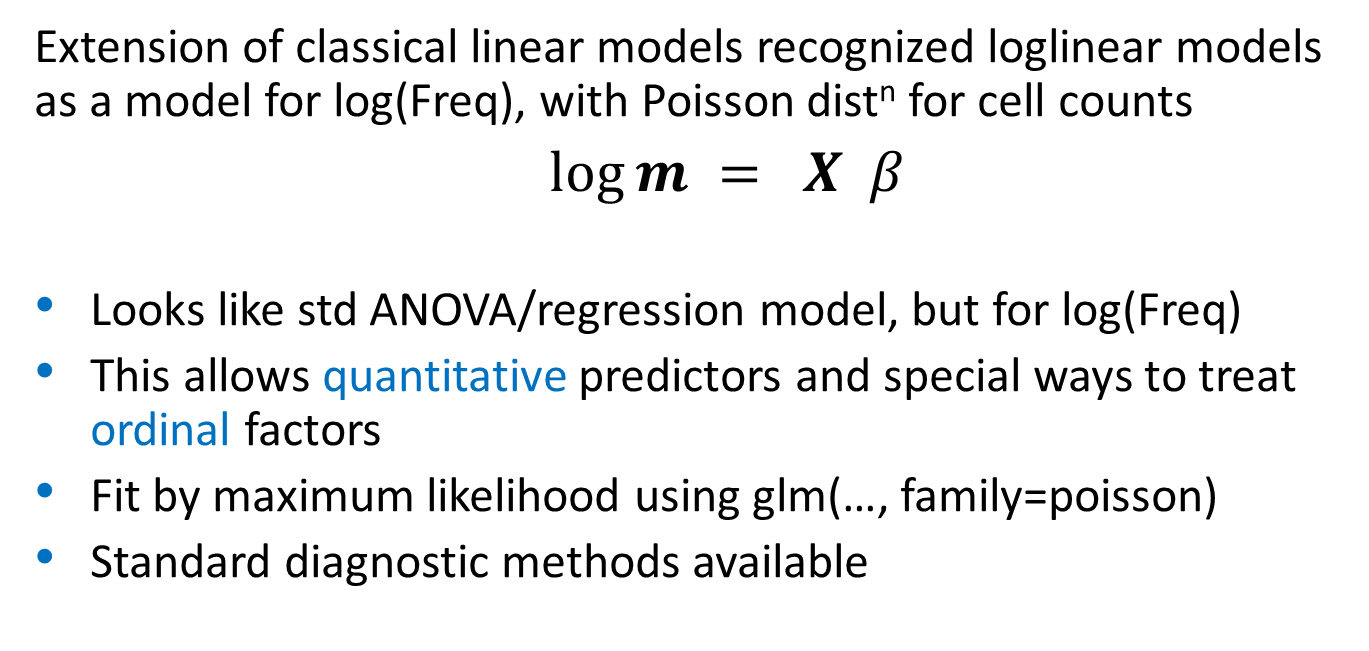 Extension of classical linear models recognized loglinear models
as a model for log(Freq), with Poisson distⁿ for cell counts
log m = X β
• Looks like std ANOVA/regression model, but for log(Freq)
• This allows quantitative predictors and special ways to treat
ordinal factors
• Fit by maximum likelihood using glm(…, family=poisson)
• Standard diagnostic methods available